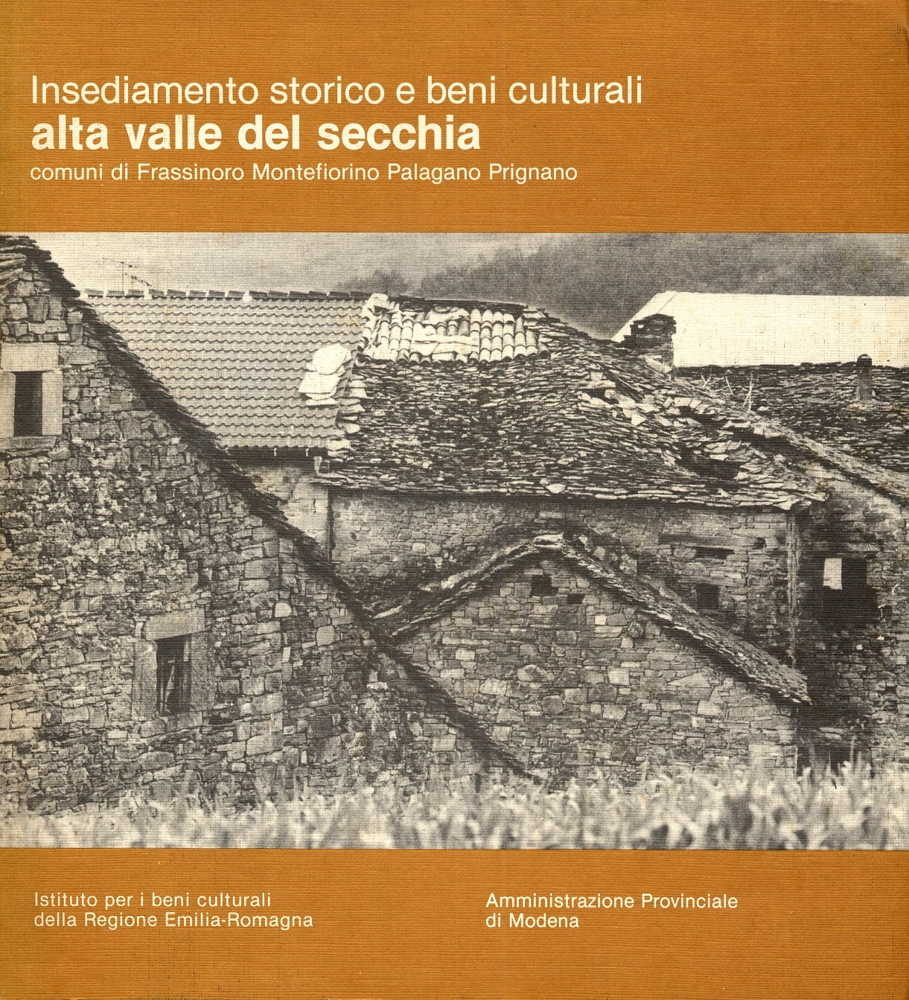 Insediamento storico e beni culturali
alta valle del secchia
comuni di Frassinoro Montefiorino Palagano Prignano
Istituto per i beni culturali
della Regione Emilia-Romagna
Amministrazione Provinciale
di Modena